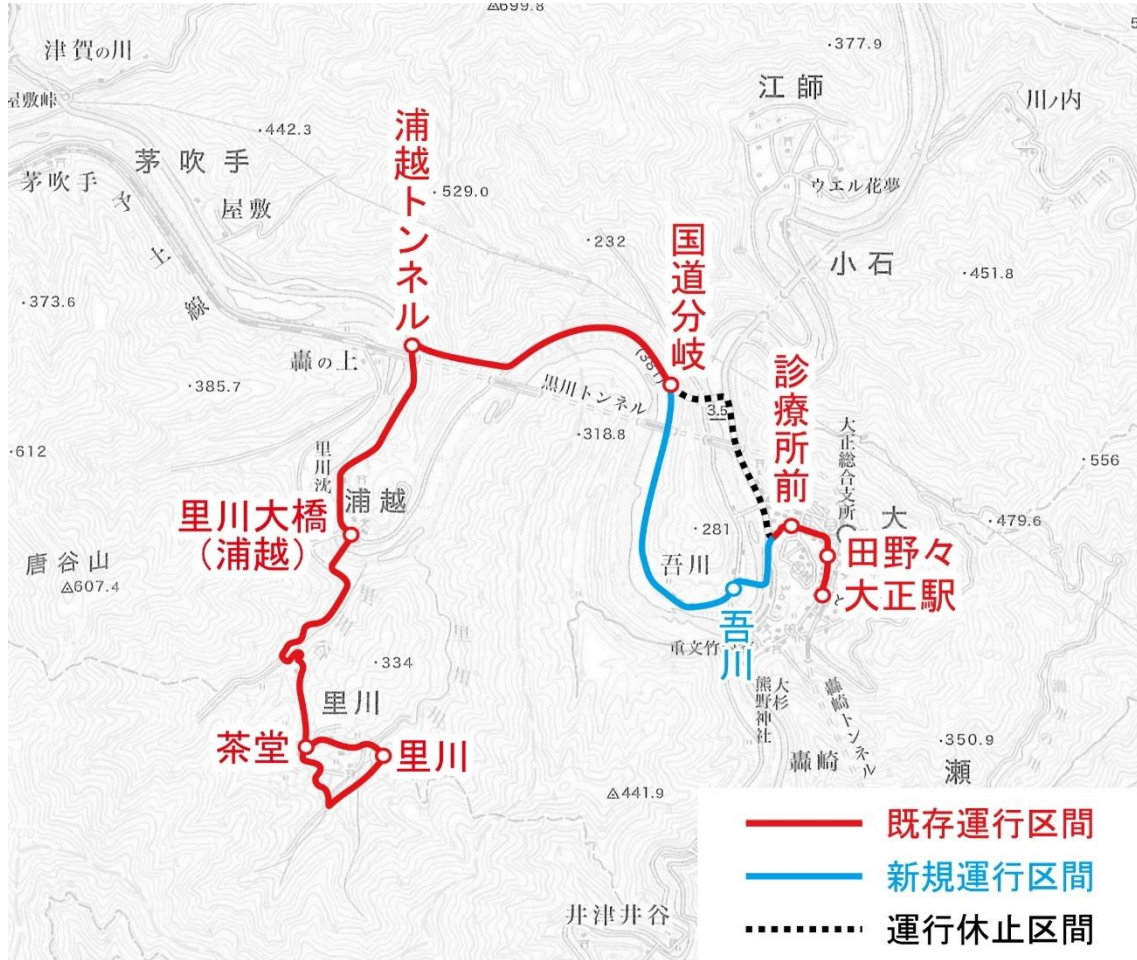 △699.8
津賀の川
・377.9
江師
屋敷峠
川ノ内
・442.3
浦越トンネル
茅吹手
茅吹手
屋敷
・529.0
ウエル花夢
・232
国道分岐
小石
・451.8
予土線
・373.6
(381)
轟の上
黒川トンネル
診療所前
・385.7
3.5
大正総合支所
・318.8
・612
・556
里川沈
浦越
里川大橋
(浦越)
・281
大
・479.6
田野々
吾川
大正駅
唐谷山
△607.4
吾川
重文竹
・334
大杉
熊野神社
轟崎トンネル
里川
茶堂
里川
・350.9
轟崎
瀬
△441.9
既存運行区間
新規運行区間
運行休止区間
井津井谷